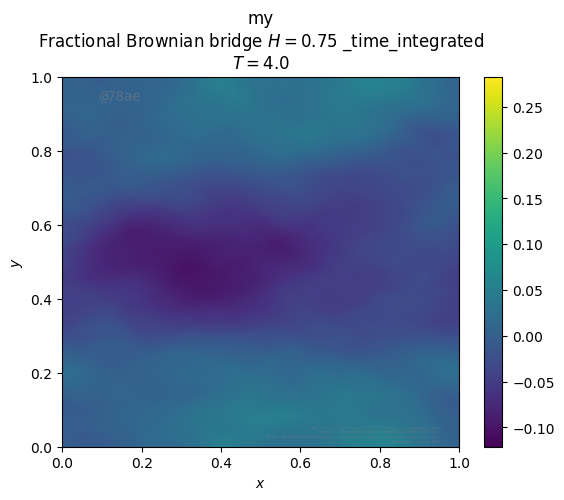 my
Fractional Brownian bridge H = 0.75 _time_integrated
T = 4.0
@78ae
1.0
0.8
0.6
0.4
0.2
0.0
y
0.0 0.2 0.4 0.6 0.8 1.0
x
0.25
0.20
0.15
0.10
0.05
0.00
−0.05
−0.10